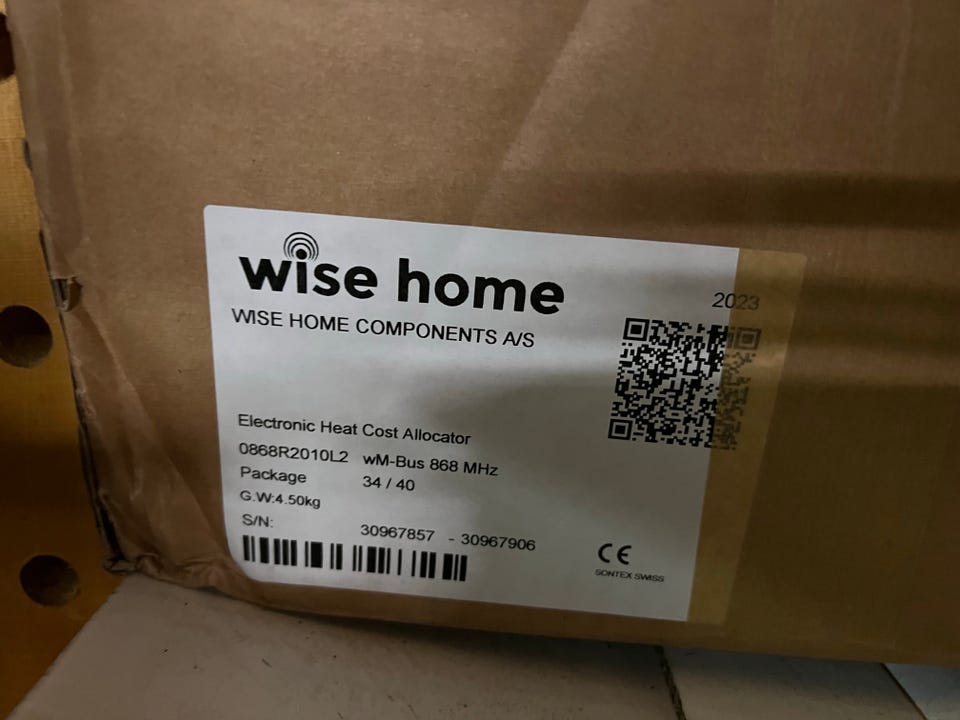 wise home
2023
WISE HOME COMPONENTS A/S
Electronic Heat Cost Allocator
0868R2010L2 wM-Bus 868 MHz
Package 34 / 40
G.W:4.50kg
S/N: 30967857 - 30967906
CE
SONTEX SWISS